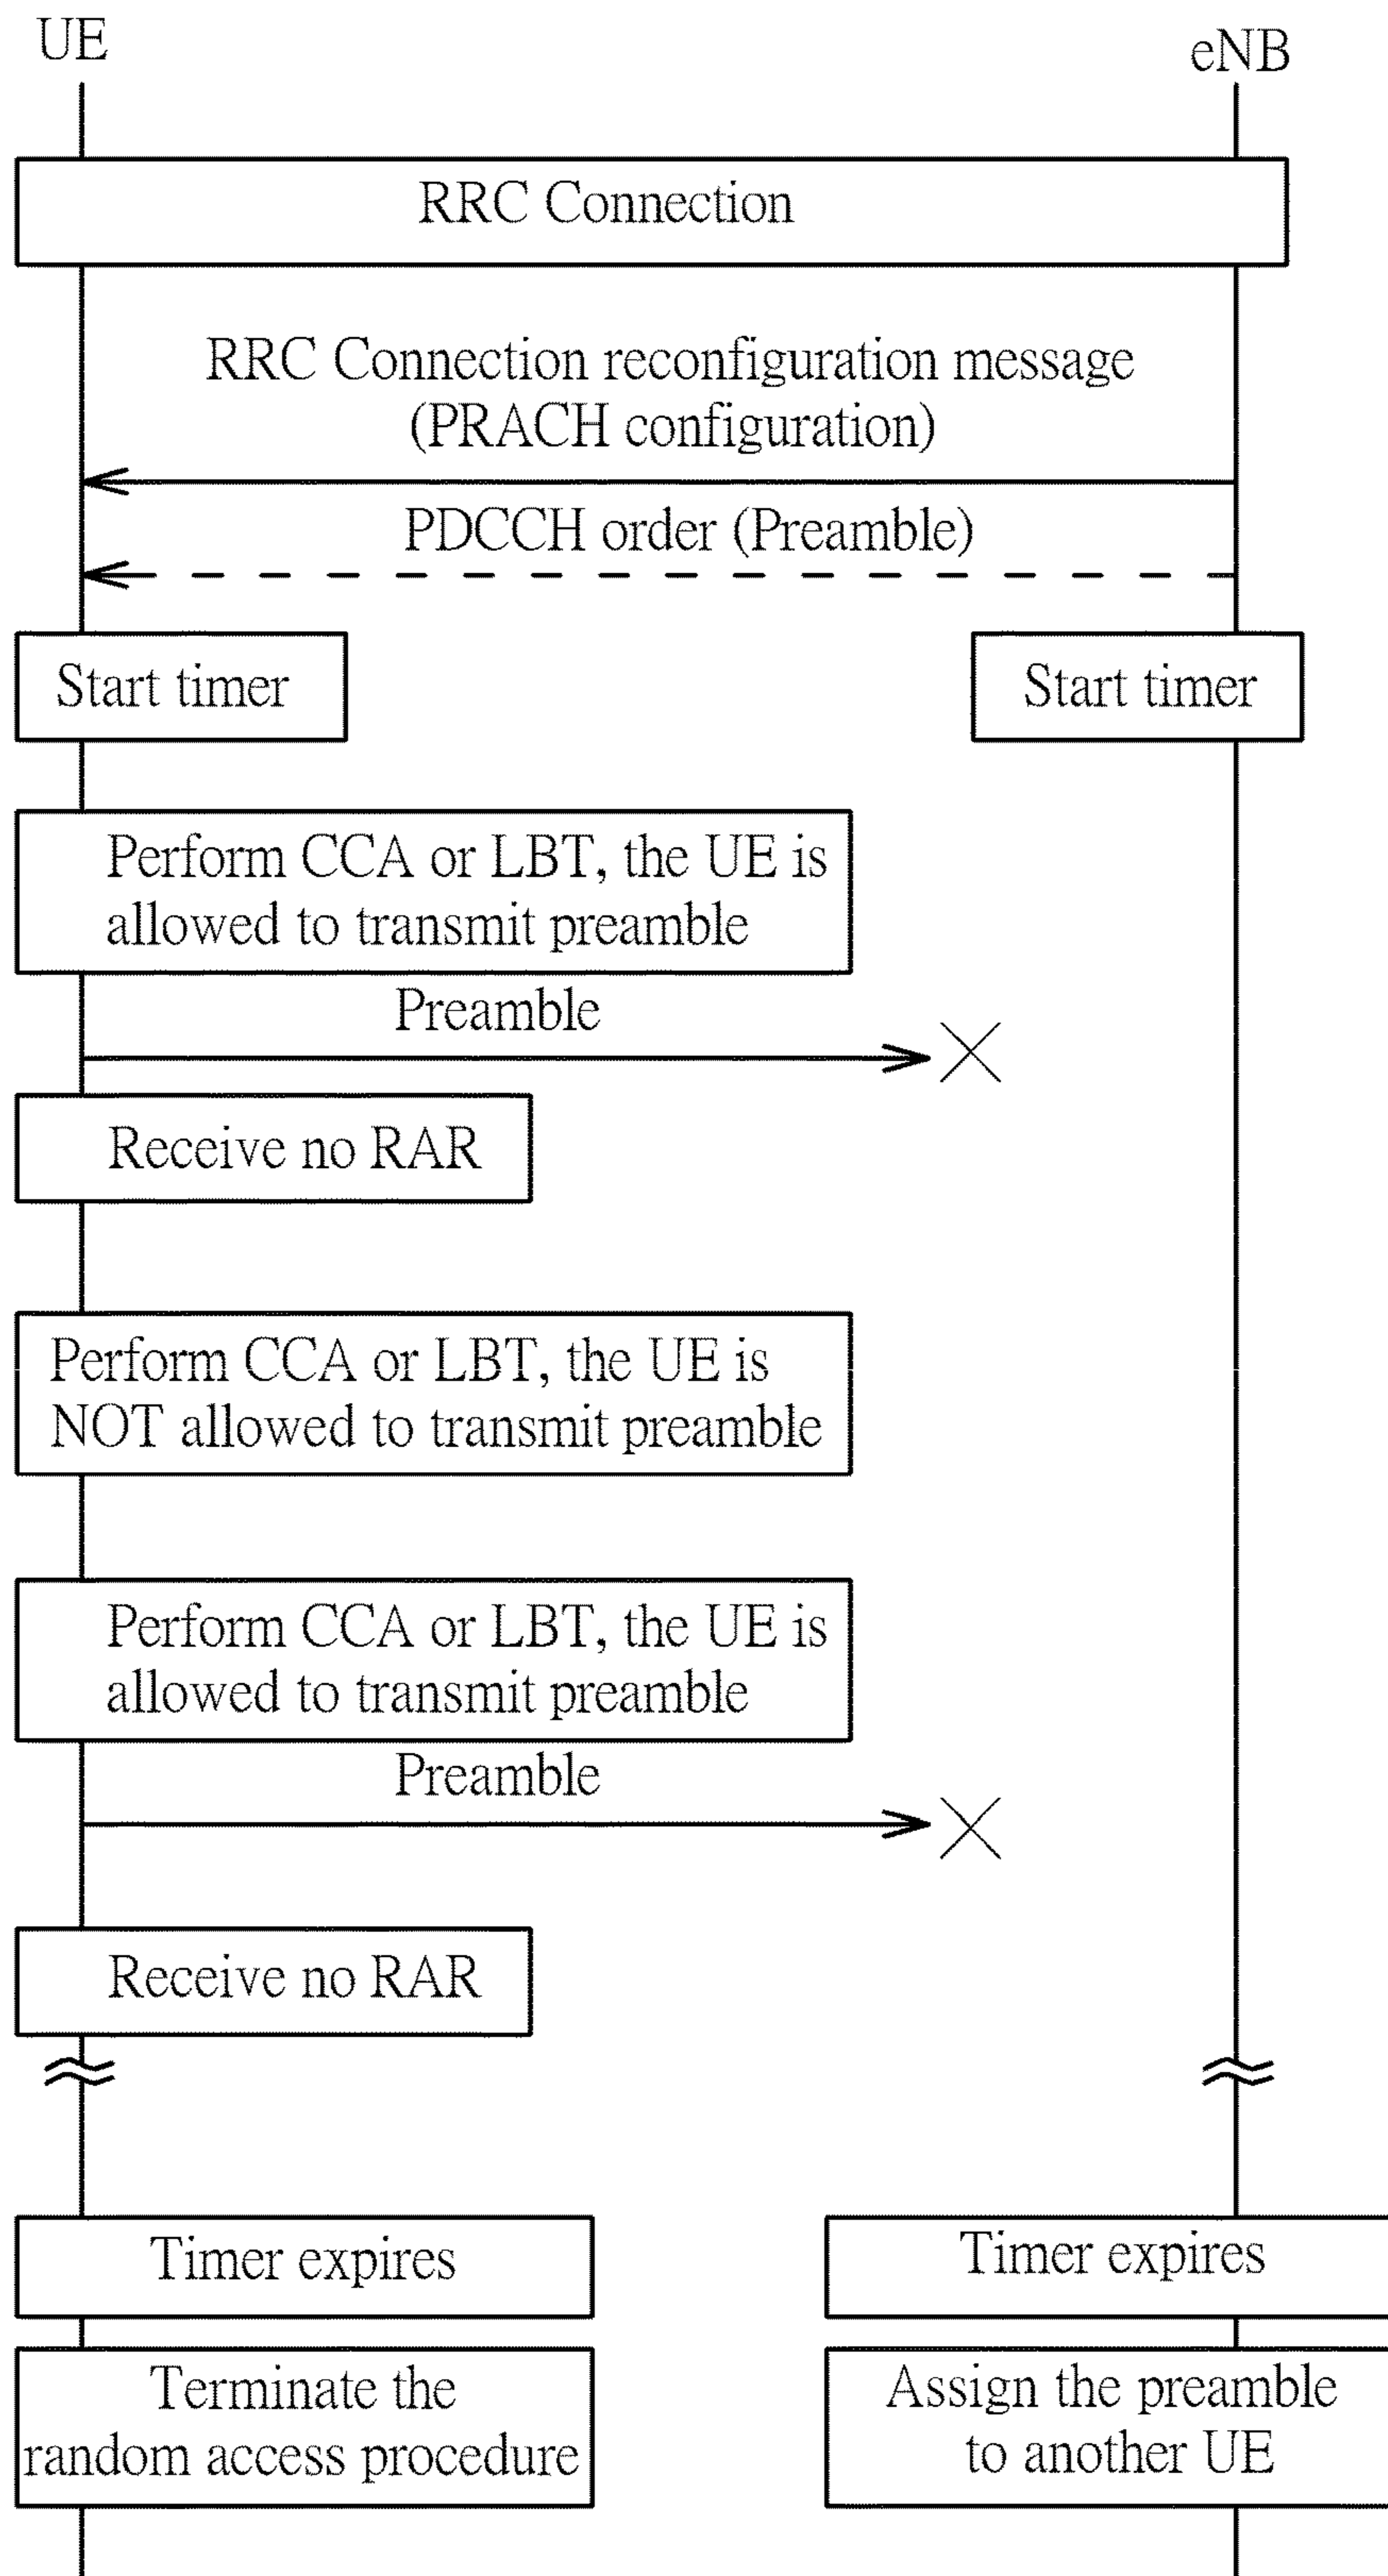 UE
eNB
RRC Connection
RRC Connection reconfiguration message
(PRACH configuration)
PDCCH order (Preamble)
Start timer
Start timer
Perform CCA or LBT, the UE is
allowed to transmit preamble
Preamble
Receive no RAR
Perform CCA or LBT, the UE is
NOT allowed to transmit preamble
Perform CCA or LBT, the UE is
allowed to transmit preamble
Preamble
Receive no RAR
Timer expires
Timer expires
Terminate the
random access procedure
Assign the preamble
to another UE